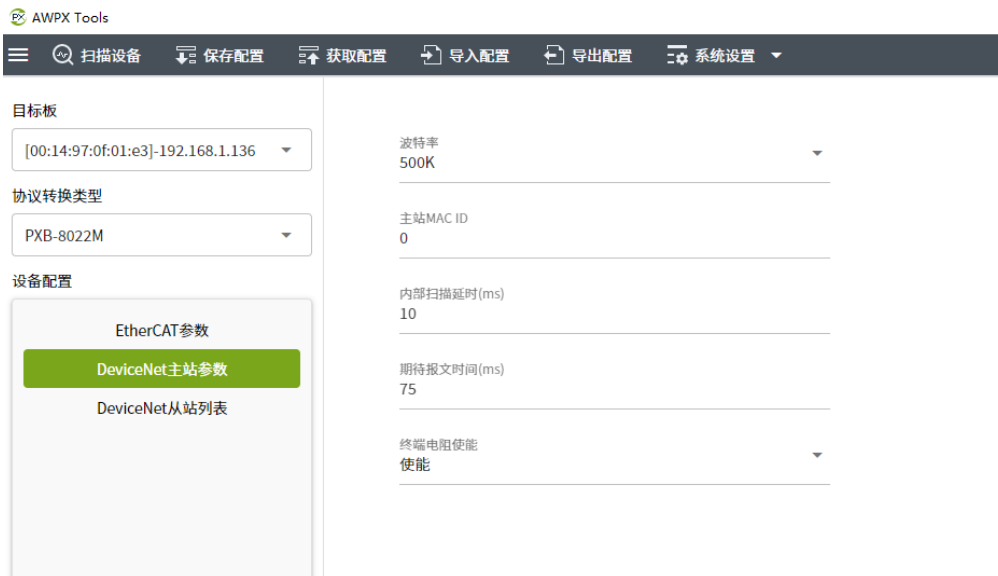 AWPX Tools
扫描设备 保存配置 获取配置 导入配置 导出配置 系统设置
目标板
[00:14:97:0f:01:e3]-192.168.1.136
协议转换类型
PXB-8022M
设备配置
EtherCAT参数
DeviceNet主站参数
DeviceNet从站列表
波特率
500K
主站MAC ID
0
内部扫描延时(ms)
10
期待报文时间(ms)
75
终端电阻使能
使能